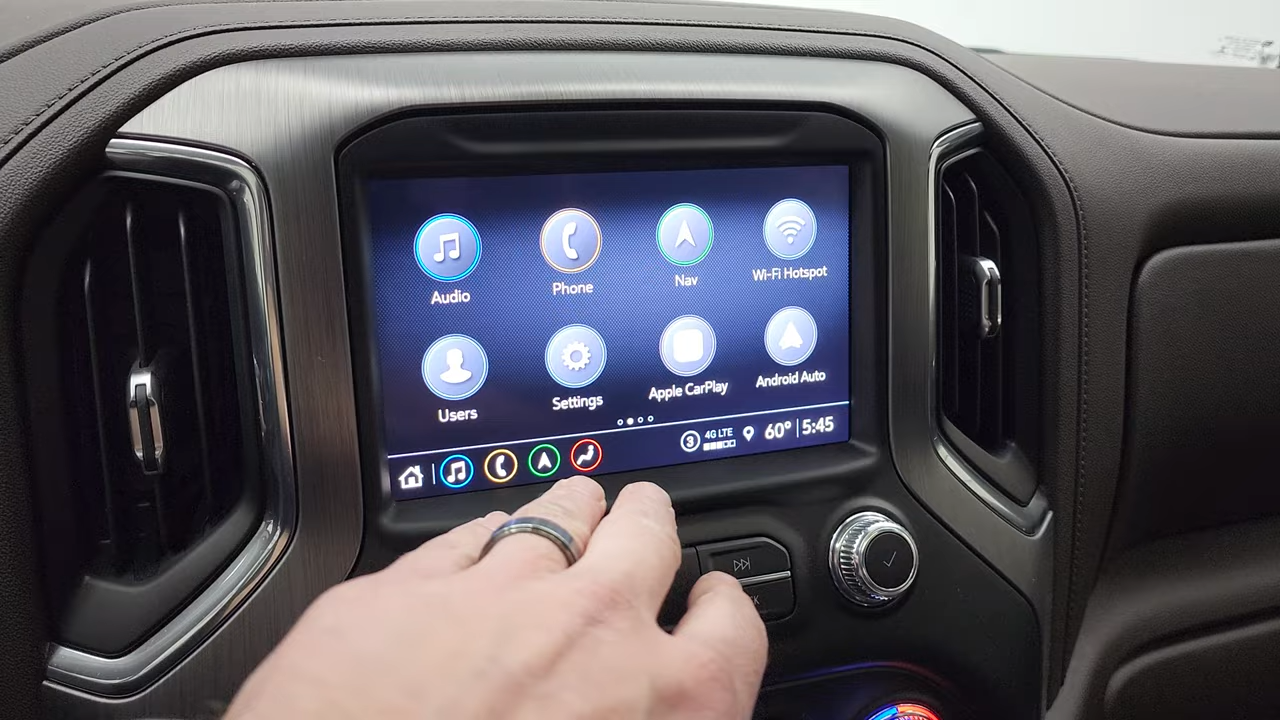 Audio
Phone
Nav
Wi-Fi Hotspot
Users
Settings
Apple CarPlay
Android Auto
3
4G LTE
60°
5:45